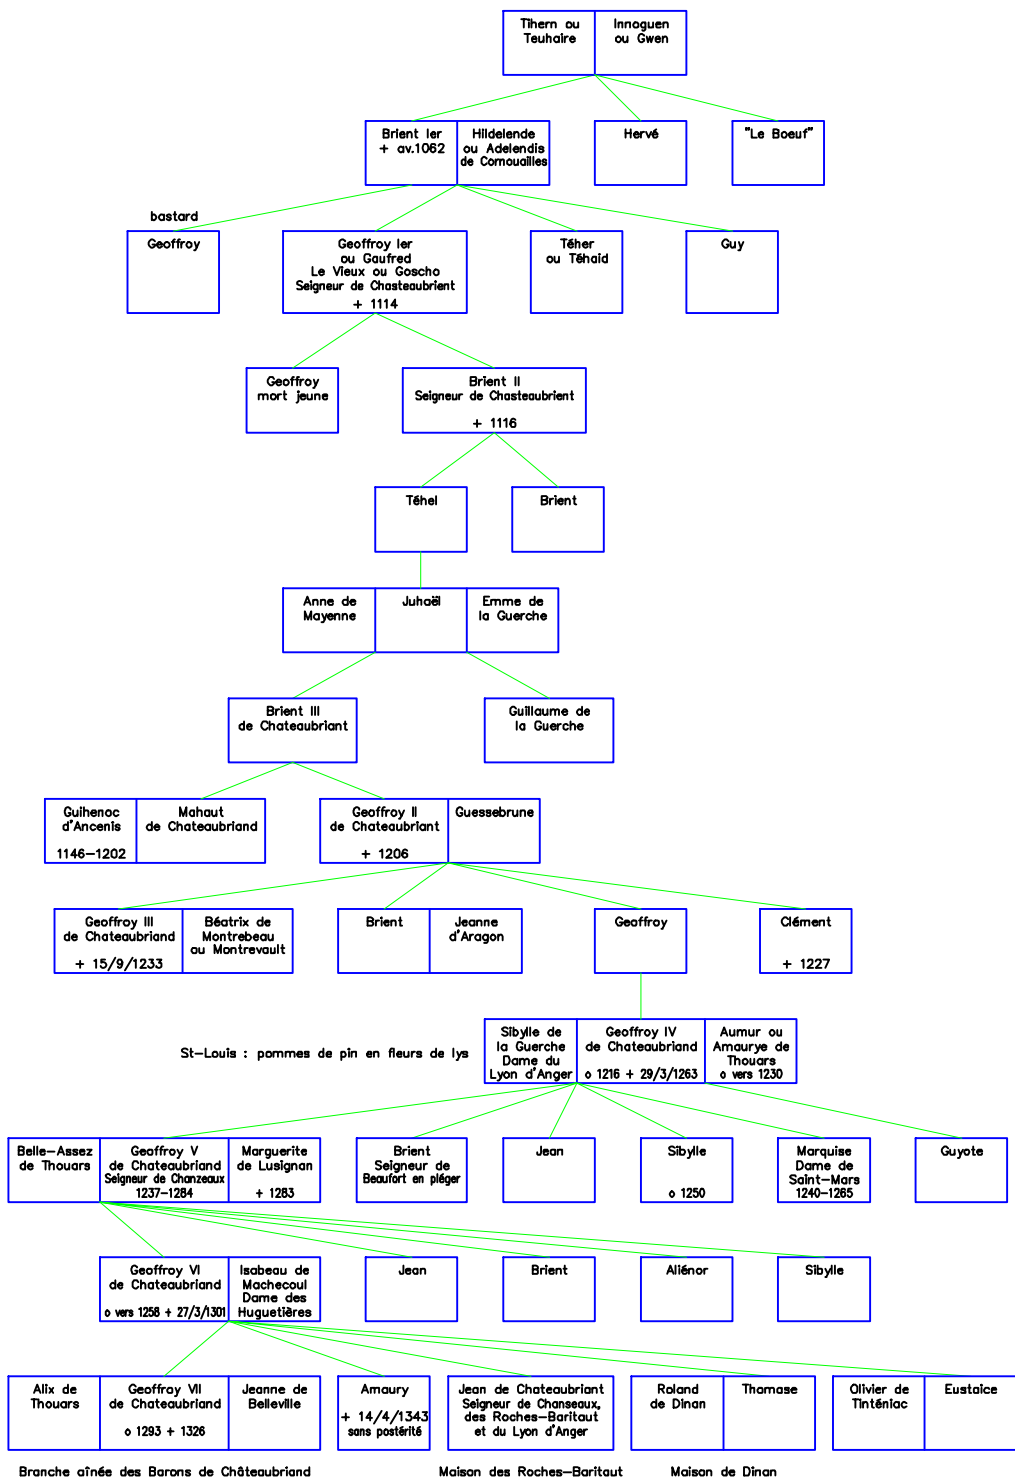 Tihern ou
Teuhaire
Innoguen
ou Gwen
Brient Ier
+ av.1062
Hildelende
ou Adelendis
de Cornouailles
Hervé
"Le Boeuf"
bastard
Geoffroy
Geoffroy Ier
ou Gaufred
Le Vieux ou Goscho
Seigneur de Chasteaubrient
+ 1114
Téher
ou Téhaid
Guy
Geoffroy
mort jeune
Brient II
Seigneur de Chasteaubrient
+ 1116
Téhel
Brient
Anne de
Mayenne
Juhaël
Emme de
la Guerche
Brient III
de Chateaubriant
Guillaume de
la Guerche
Guihenoc
d'Ancenis
1146-1202
Mahaut
de Chateaubriand
Geoffroy II
de Chateaubriant
+ 1206
Guessebrune
Geoffroy III
de Chateaubriand
+ 15/9/1233
Béatrix de
Montrebeau
ou Montrevault
Brient
Jeanne
d'Aragon
Geoffroy
Clément
+ 1227
St-Louis : pommes de pin en fleurs de lys
Sibylle de
la Guerche
Dame du
Lyon d'Anger
Geoffroy IV
de Chateaubriand
o 1216 + 29/3/1263
Aumur ou
Amaurye de
Thouars
o vers 1230
Belle-Assez
de Thouars
Geoffroy V
de Chateaubriand
Seigneur de Chanzeaux
1237-1284
Marguerite
de Lusignan
+ 1283
Brient
Seigneur de
Beaufort en pléger
Jean
Sibylle
o 1250
Marquise
Dame de
Saint-Mars
1240-1265
Guyote
Geoffroy VI
de Chateaubriand
o vers 1258 + 27/3/1301
Isabeau de
Machecoul
Dame des
Huguetières
Jean
Brient
Aliénor
Sibylle
Alix de
Thouars
Geoffroy VII
de Chateaubriand
o 1293 + 1326
Jeanne de
Belleville
Amaury
+ 14/4/1343
sans postérité
Jean de Chateaubriant
Seigneur de Chanseaux,
des Roches-Baritaut
et du Lyon d'Anger
Roland
de Dinan
Thomase
Olivier de
Tinténiac
Eustaice
Branche aînée des Barons de Châteaubriand
Maison des Roches-Baritaut
Maison de Dinan